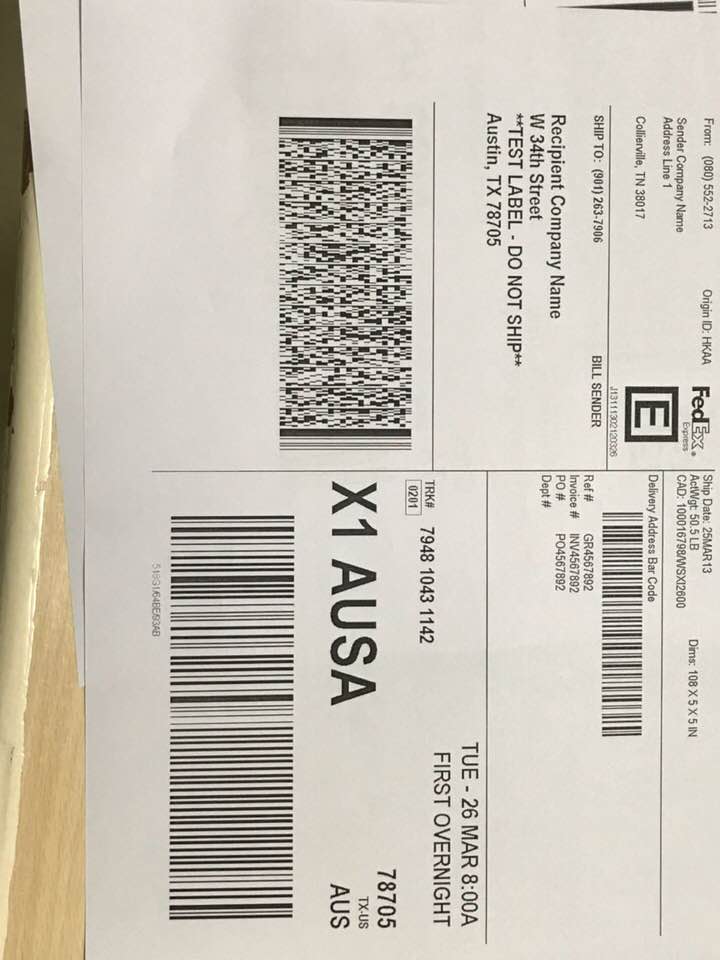 From: (080) 552-2713
Origin ID: HKAA
Sender Company Name
Address Line 1
Collierville, TN 38017
FedEx®
Express
E
J13111302120326
Ship Date: 25MAR13
ActWgt: 50.5 LB
CAD: 100016798/WSXI2600
Dims: 108 X 5 X 5 IN
Delivery Address Bar Code
SHIP TO: (901) 263-7906
BILL SENDER
Recipient Company Name
W 34th Street
**TEST LABEL - DO NOT SHIP**
Austin, TX 78705
Ref # GR4567892
Invoice # INV4567892
PO # PO4567892
Dept #
TUE - 26 MAR 8:00A
FIRST OVERNIGHT
TRK# 7948 1043 1142
0201
X1 AUSA
78705
TX-US
AUS